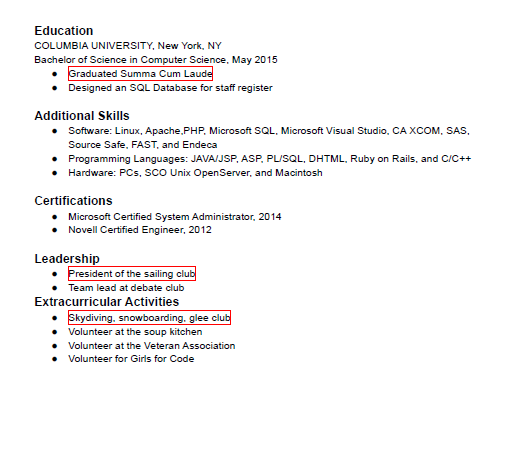 Education
COLUMBIA UNIVERSITY, New York, NY
Bachelor of Science in Computer Science, May 2015
● Graduated Summa Cum Laude
● Designed an SQL Database for staff register
Additional Skills
● Software: Linux, Apache,PHP, Microsoft SQL, Microsoft Visual Studio, CA XCOM, SAS,
Source Safe, FAST, and Endeca
● Programming Languages: JAVA/JSP, ASP, PL/SQL, DHTML, Ruby on Rails, and C/C++
● Hardware: PCs, SCO Unix OpenServer, and Macintosh
Certifications
● Microsoft Certified System Administrator, 2014
● Novell Certified Engineer, 2012
Leadership
● President of the sailing club
● Team lead at debate club
Extracurricular Activities
● Skydiving, snowboarding, glee club
● Volunteer at the soup kitchen
● Volunteer at the Veteran Association
● Volunteer for Girls for Code